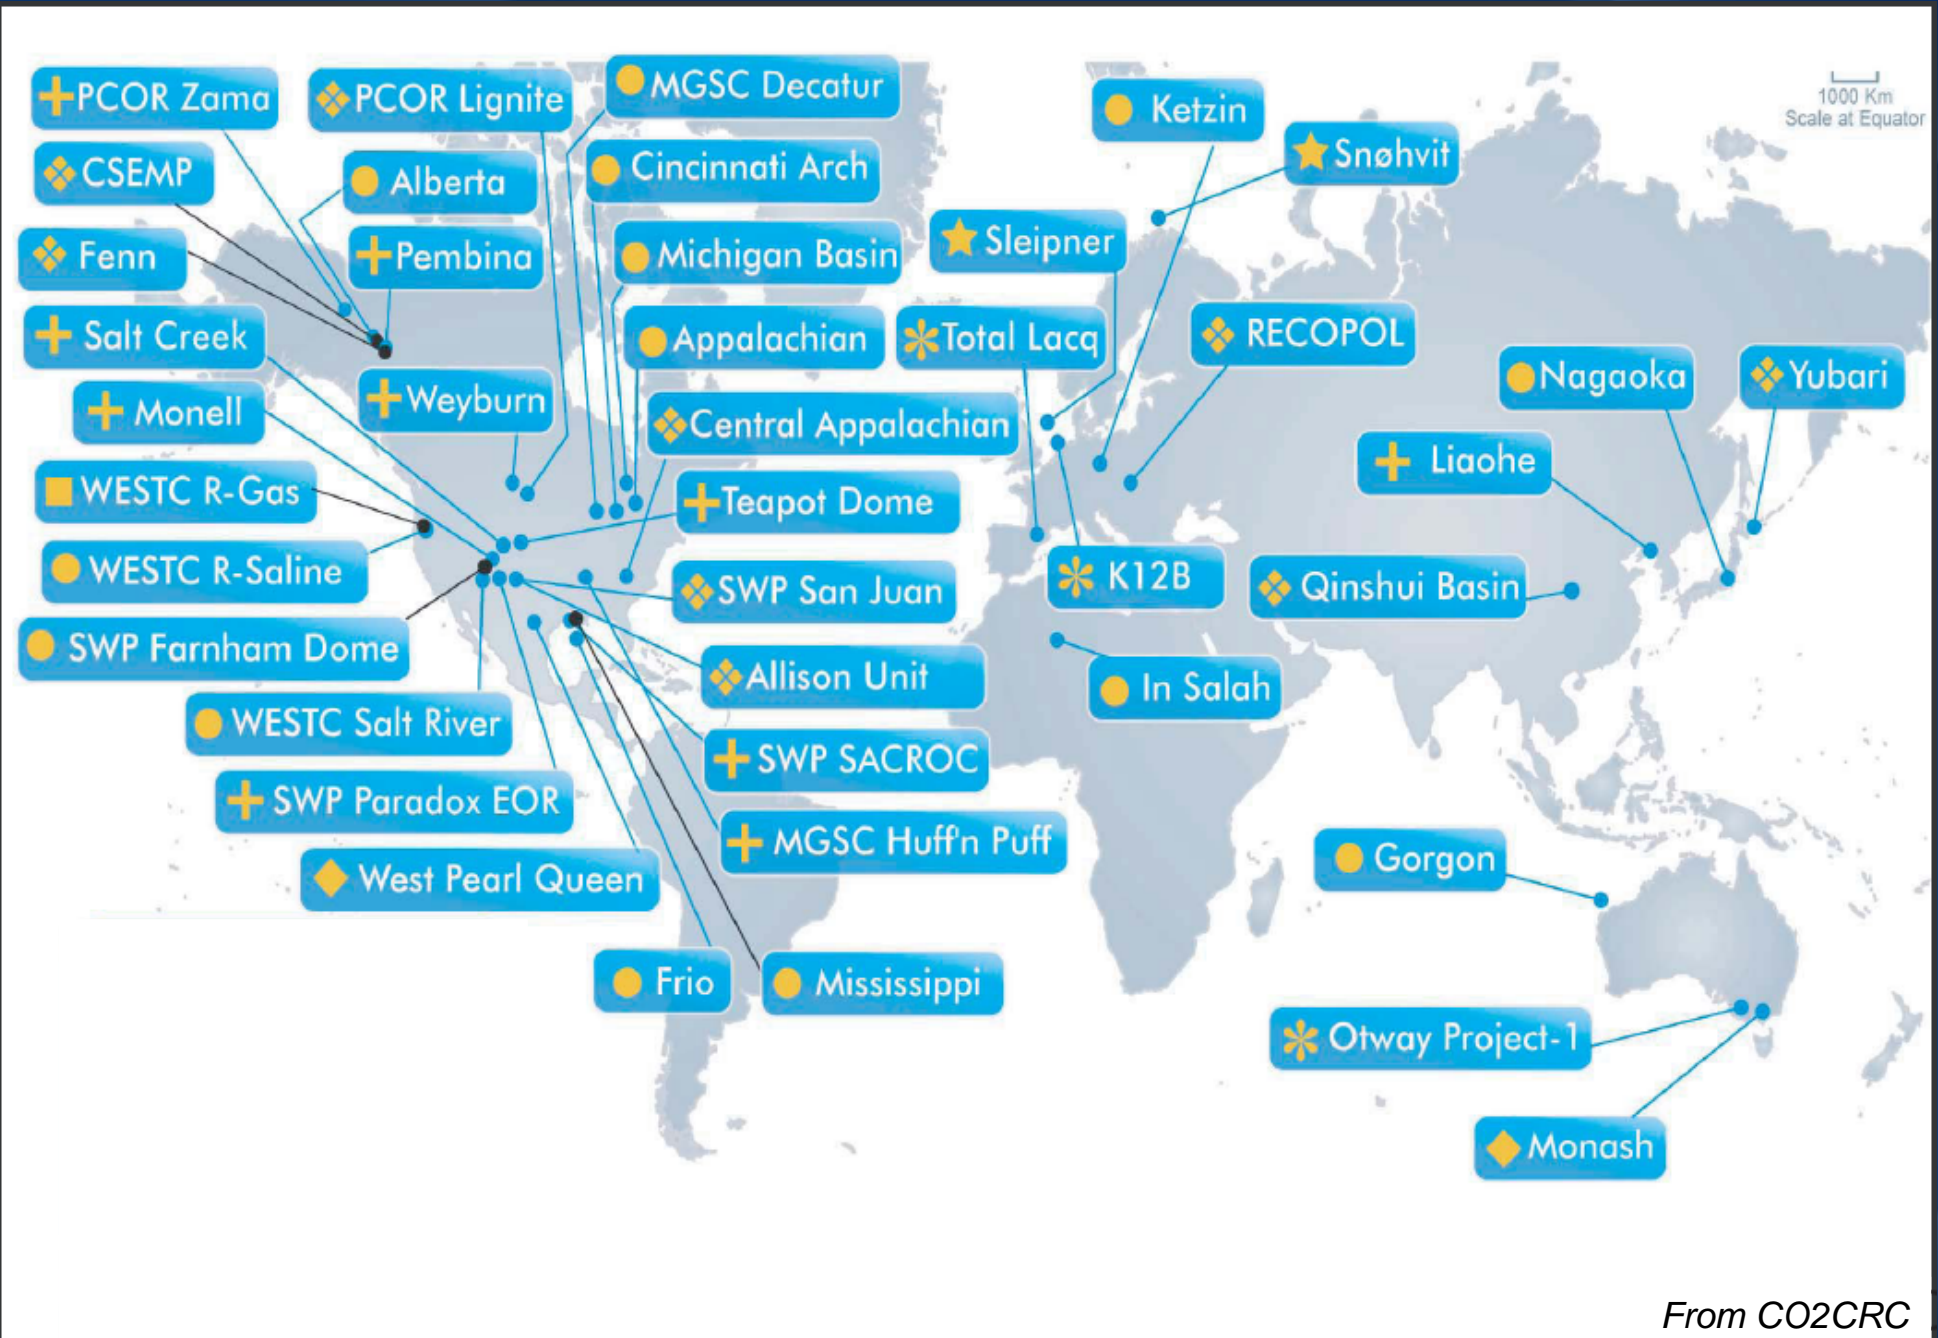 PCOR Zama
PCOR Lignite
MGSC Decatur
Ketzin
1000 Km
Scale at Equator
CSEMP
Alberta
Cincinnati Arch
Snøhvit
Fenn
Pembina
Michigan Basin
Sleipner
Salt Creek
Appalachian
Total Lacq
RECOPOL
Nagaoka
Yubari
Monell
Weyburn
Central Appalachian
Liaohe
WESTC R-Gas
Teapot Dome
WESTC R-Saline
SWP San Juan
K12B
Qinshui Basin
SWP Farnham Dome
Allison Unit
In Salah
WESTC Salt River
SWP SACROC
SWP Paradox EOR
MGSC Huff'n Puff
Gorgon
West Pearl Queen
Frio
Mississippi
Otway Project-1
Monash
From CO2CRC